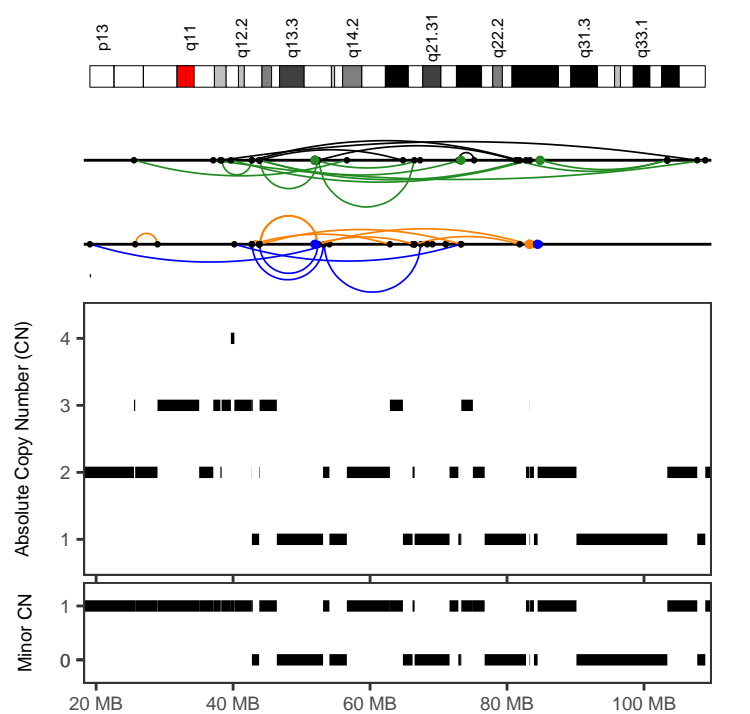 p13 q11 q12.2 q13.3 q14.2 q21.31 q22.2 q31.3 q33.1
Absolute Copy Number (CN)
4
3
2
1
Minor CN
1
0
20 MB 40 MB 60 MB 80 MB 100 MB